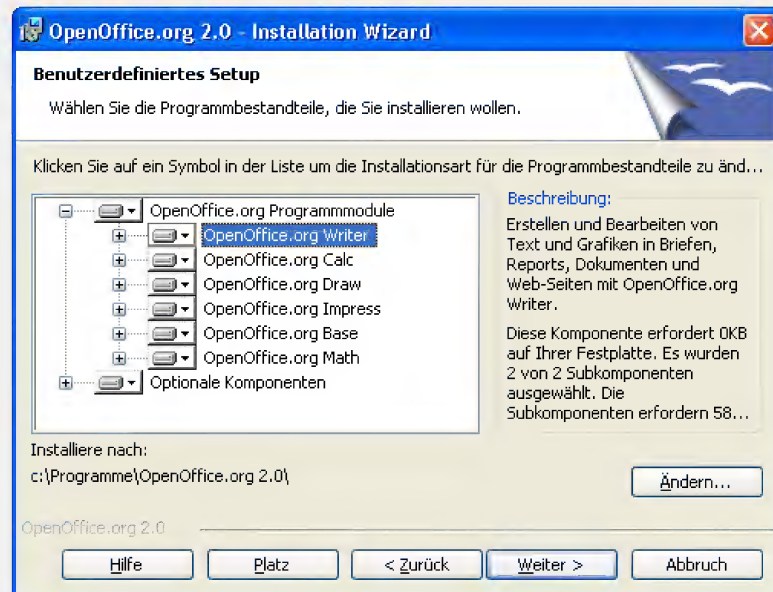 OpenOffice.org 2.0 - Installation Wizard
Benutzerdefiniertes Setup
Wählen Sie die Programmbestandteile, die Sie installieren wollen.
Klicken Sie auf ein Symbol in der Liste um die Installationsart für die Programmbestandteile zu änd...
OpenOffice.org Programmmodule
OpenOffice.org Writer
OpenOffice.org Calc
OpenOffice.org Draw
OpenOffice.org Impress
OpenOffice.org Base
OpenOffice.org Math
Optionale Komponenten
Beschreibung:
Erstellen und Bearbeiten von
Text und Grafiken in Briefen,
Reports, Dokumenten und
Web-Seiten mit OpenOffice.org
Writer.
Diese Komponente erfordert 0KB
auf Ihrer Festplatte. Es wurden
2 von 2 Subkomponenten
ausgewählt. Die
Subkomponenten erfordern 58...
Installiere nach:
c:\Programme\OpenOffice.org 2.0\
Ändern...
OpenOffice.org 2.0
Hilfe
Platz
< Zurück
Weiter >
Abbruch